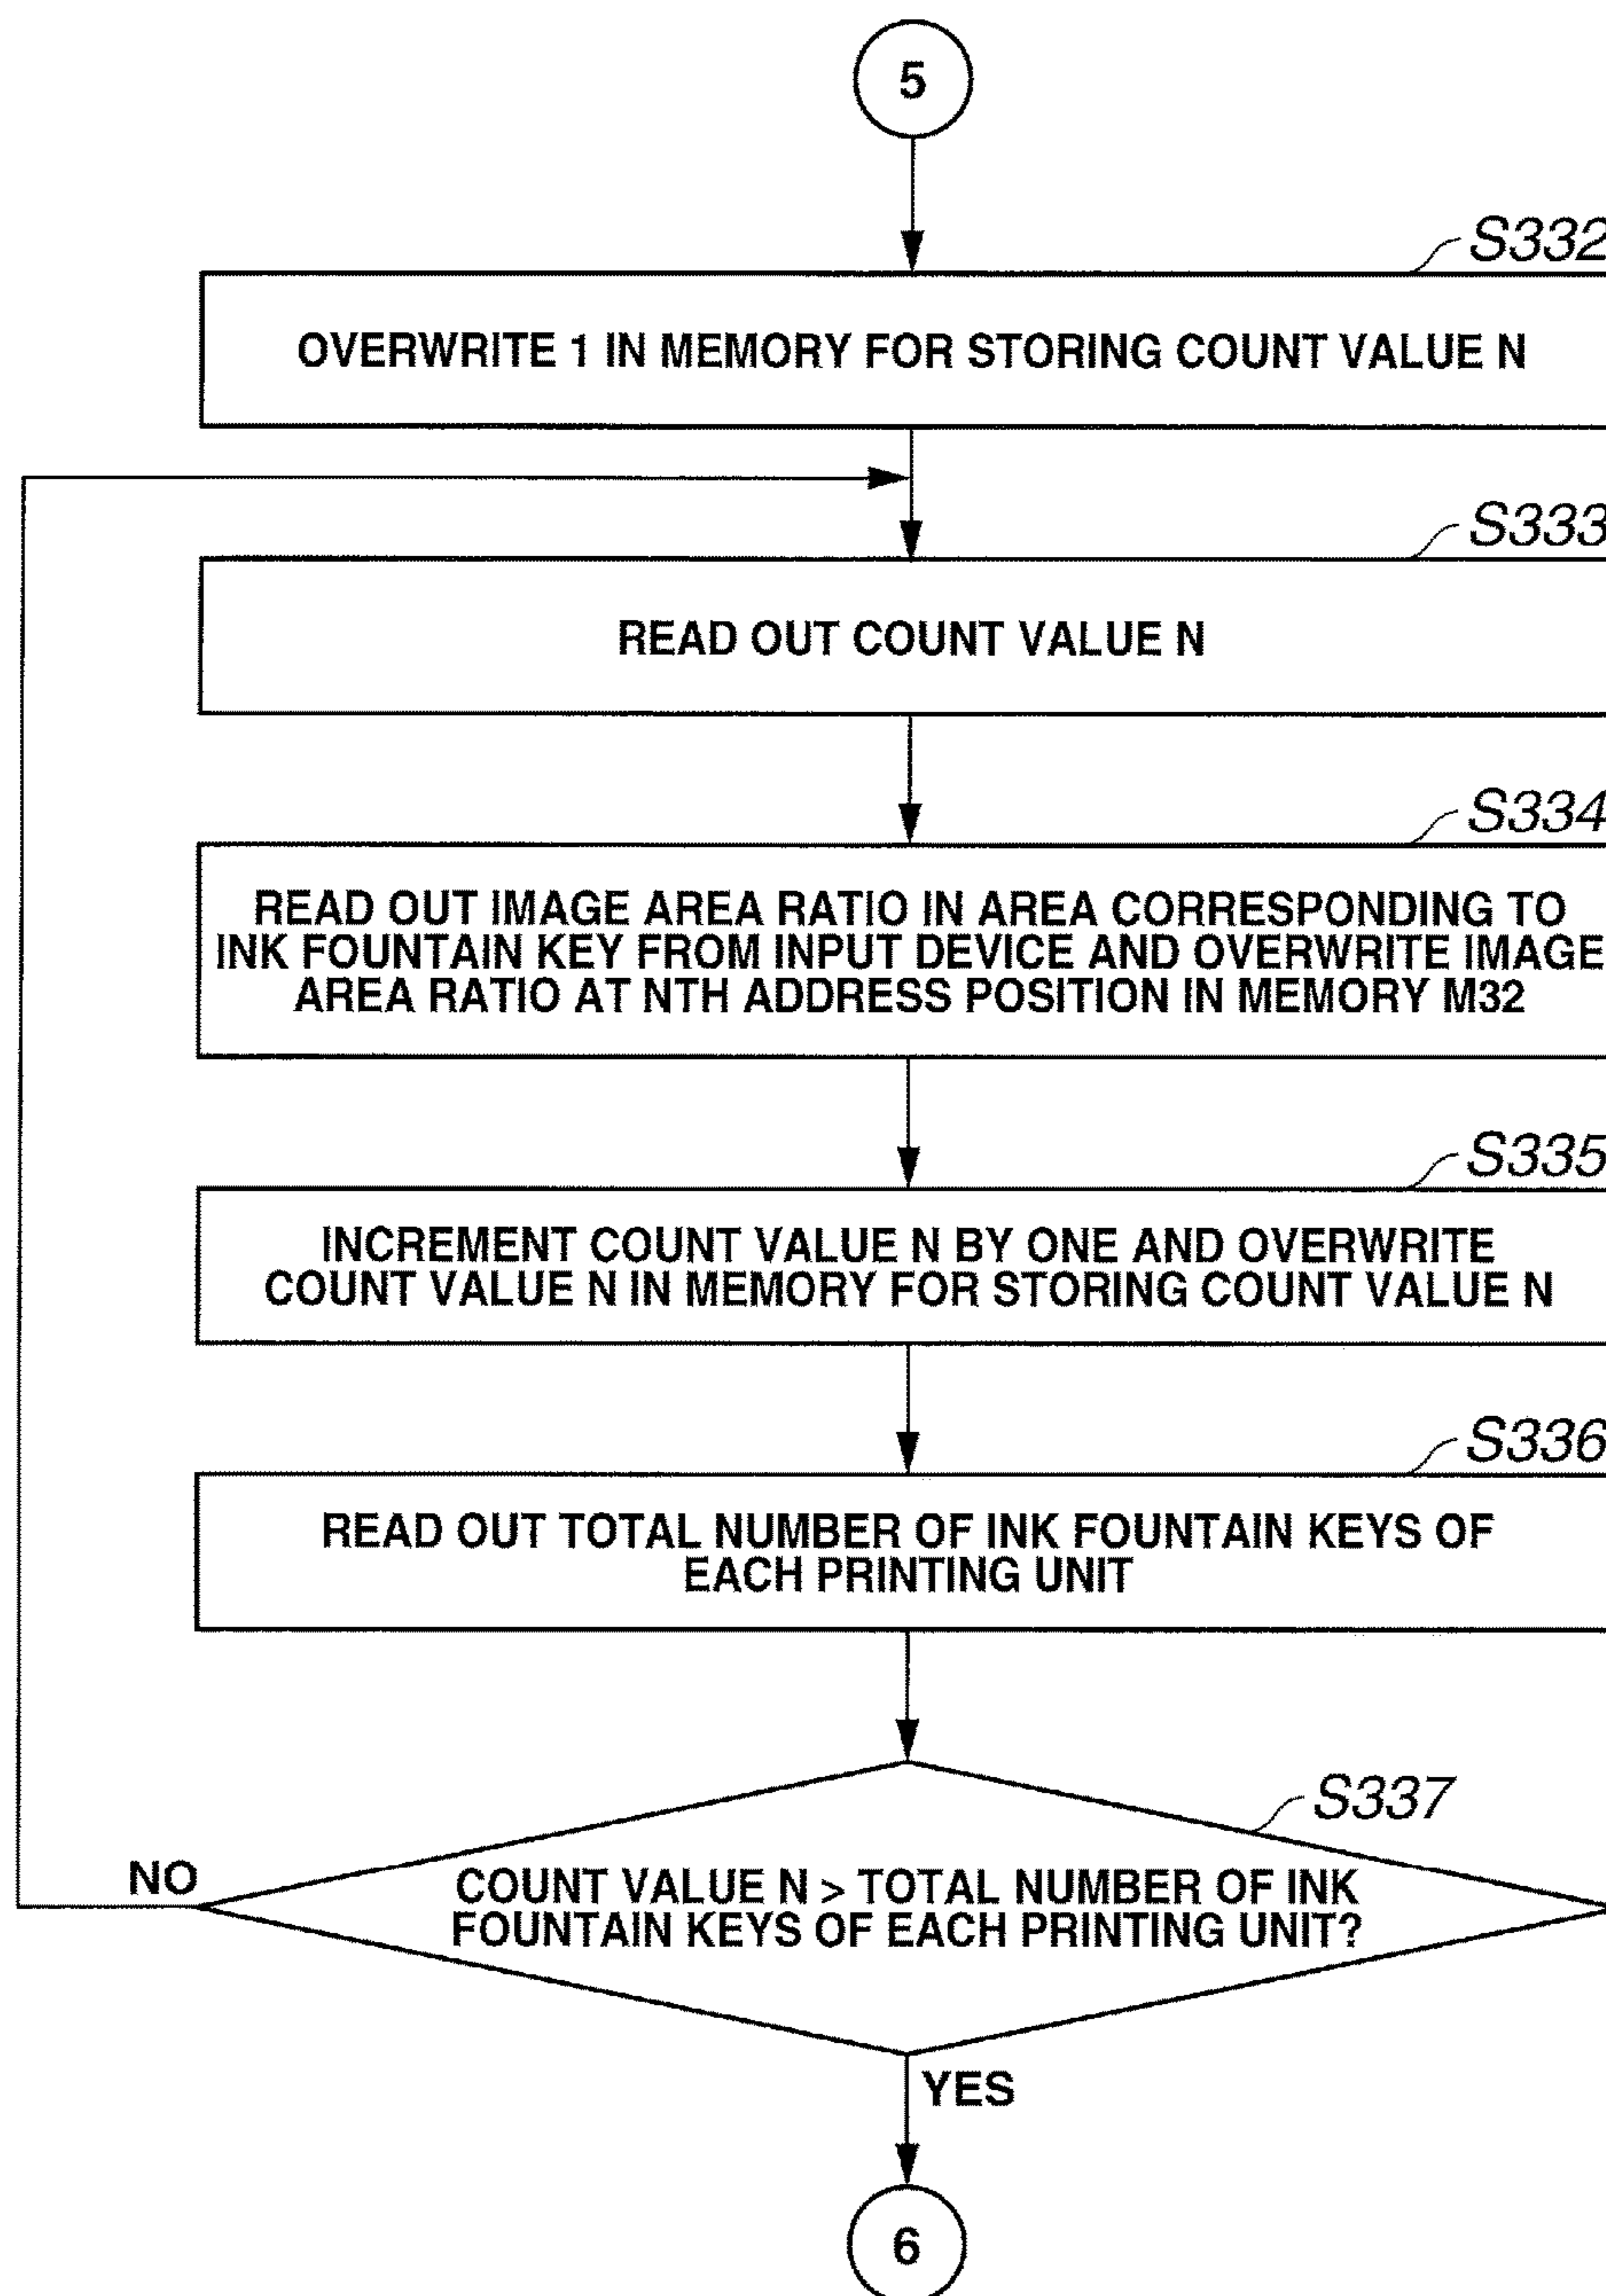 5
S332
OVERWRITE 1 IN MEMORY FOR STORING COUNT VALUE N
S333
READ OUT COUNT VALUE N
S334
READ OUT IMAGE AREA RATIO IN AREA CORRESPONDING TO
INK FOUNTAIN KEY FROM INPUT DEVICE AND OVERWRITE IMAGE
AREA RATIO AT NTH ADDRESS POSITION IN MEMORY M32
S335
INCREMENT COUNT VALUE N BY ONE AND OVERWRITE
COUNT VALUE N IN MEMORY FOR STORING COUNT VALUE N
S336
READ OUT TOTAL NUMBER OF INK FOUNTAIN KEYS OF
EACH PRINTING UNIT
S337
NO
COUNT VALUE N > TOTAL NUMBER OF INK
FOUNTAIN KEYS OF EACH PRINTING UNIT?
YES
6